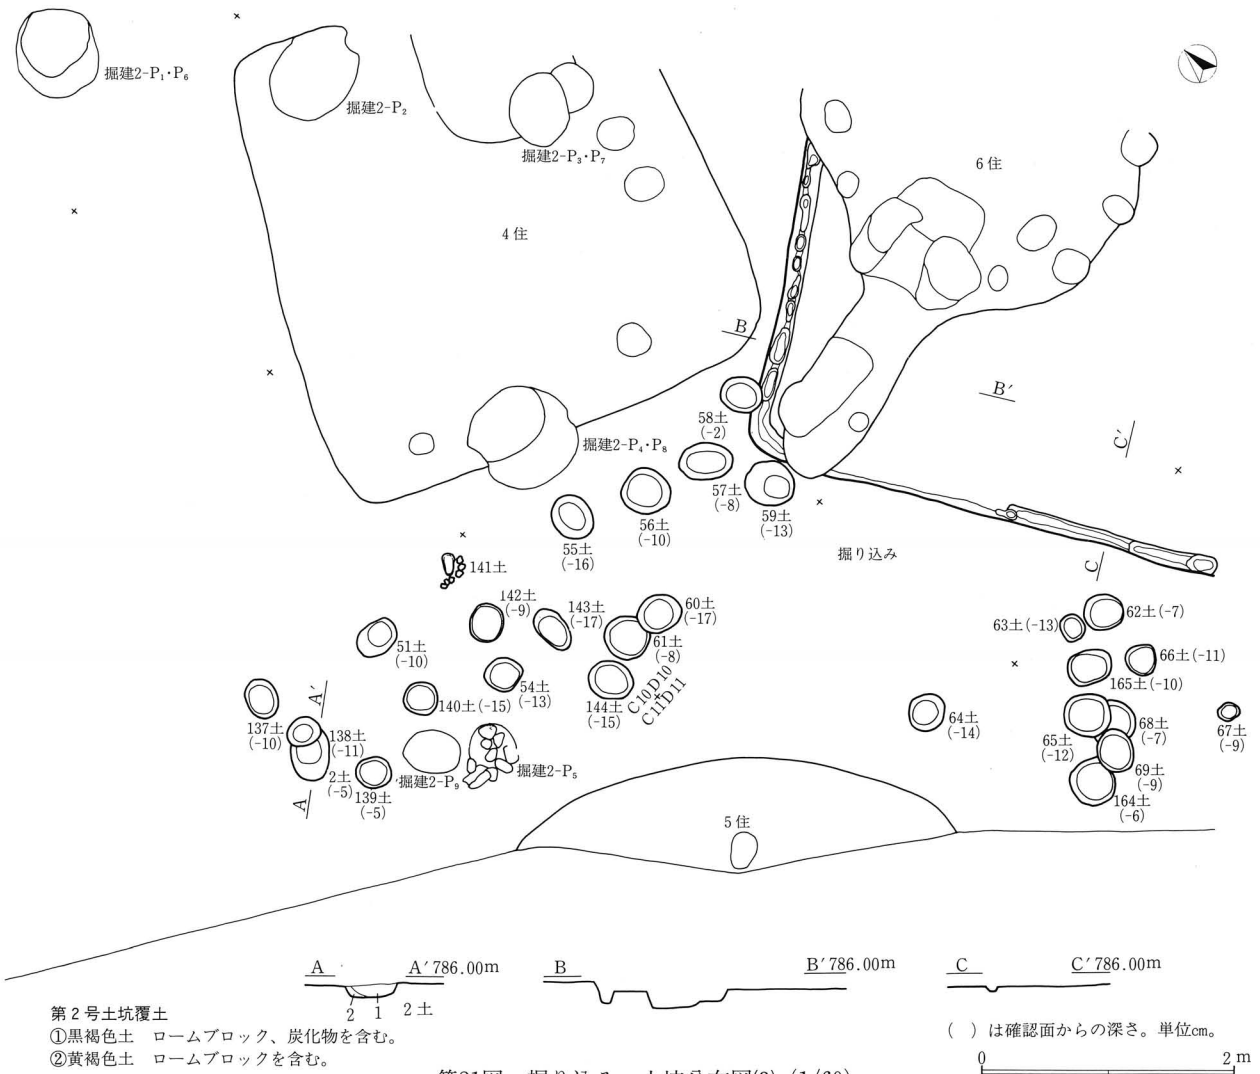 掘建2-P₁・P₆
掘建2-P₂
掘建2-P₃・P₇
6住
4住
B
B′
C′
58土
(-2)
掘建2-P₄・P₈
57土
(-8)
59土
(-13)
56土
(-10)
55土
(-16)
掘り込み
C
141土
142土
(-9)
143土
(-17)
60土
(-17)
61土
(-8)
62土(-7)
63土(-13)
51土
(-10)
66土(-11)
165土(-10)
54土
(-13)
140土(-15)
144土
(-15)
C10 D10
C11 D11
A′
137土
(-10)
138土
(-11)
64土
(-14)
68土
(-7)
67土
(-9)
65土
(-12)
2土
(-5)
139土
(-5)
掘建2-P₉
掘建2-P₅
69土
(-9)
A
164土
(-6)
5住
A A′786.00m
B B′786.00m
C C′786.00m
2 1 2土
第2号土坑覆土
①黒褐色土 ロームブロック、炭化物を含む。
②黄褐色土 ロームブロックを含む。
( )は確認面からの深さ。単位cm。
0 2m